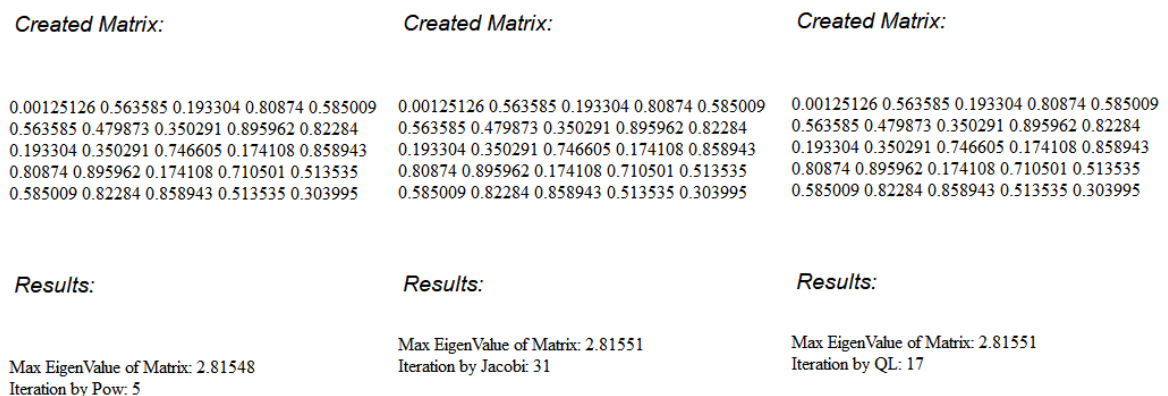 Created Matrix:
0.00125126 0.563585 0.193304 0.80874 0.585009
0.563585 0.479873 0.350291 0.895962 0.82284
0.193304 0.350291 0.746605 0.174108 0.858943
0.80874 0.895962 0.174108 0.710501 0.513535
0.585009 0.82284 0.858943 0.513535 0.303995
Results:
Max EigenValue of Matrix: 2.81548
Iteration by Pow: 5
Created Matrix:
0.00125126 0.563585 0.193304 0.80874 0.585009
0.563585 0.479873 0.350291 0.895962 0.82284
0.193304 0.350291 0.746605 0.174108 0.858943
0.80874 0.895962 0.174108 0.710501 0.513535
0.585009 0.82284 0.858943 0.513535 0.303995
Results:
Max EigenValue of Matrix: 2.81551
Iteration by Jacobi: 31
Created Matrix:
0.00125126 0.563585 0.193304 0.80874 0.585009
0.563585 0.479873 0.350291 0.895962 0.82284
0.193304 0.350291 0.746605 0.174108 0.858943
0.80874 0.895962 0.174108 0.710501 0.513535
0.585009 0.82284 0.858943 0.513535 0.303995
Results:
Max EigenValue of Matrix: 2.81551
Iteration by QL: 17